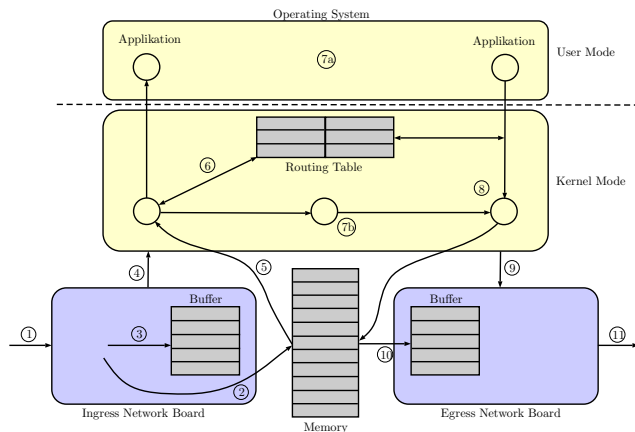 Operating System
Applikation
7a
Applikation
User Mode
Routing Table
6
Kernel Mode
8
7b
4
5
9
Buffer
Buffer
1
3
11
10
2
Ingress Network Board
Egress Network Board
Memory